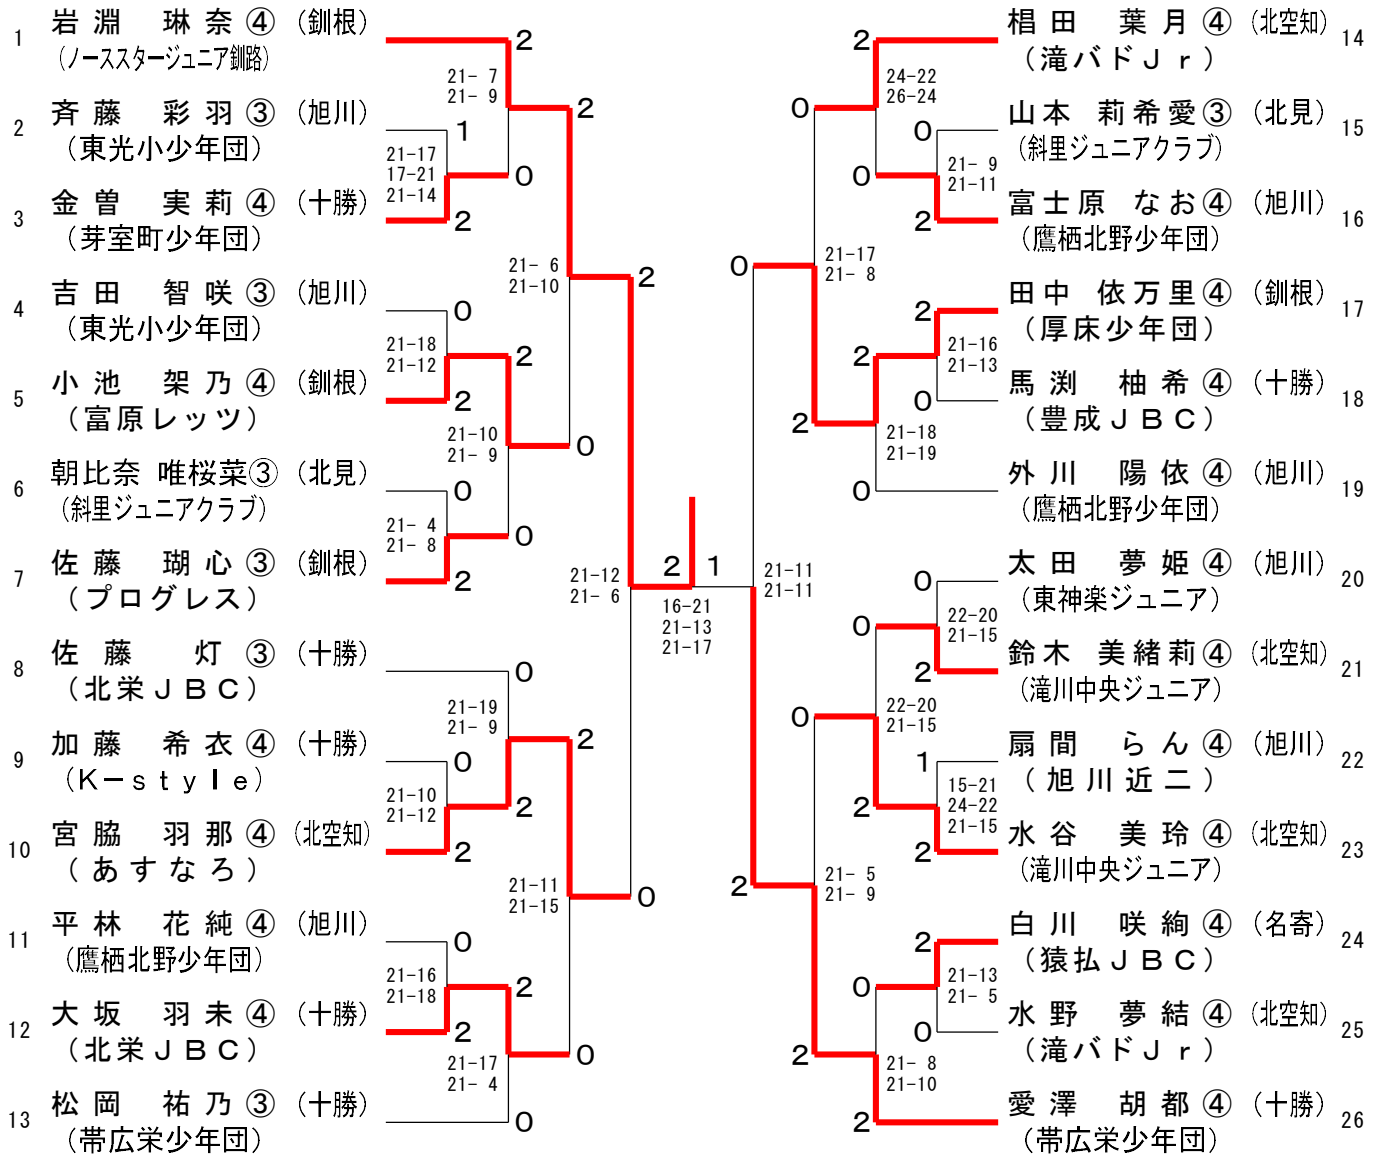 1 岩淵 琳奈④ (釧根)
(ノーススタージュニア釧路)
2 斉藤 彩羽③ (旭川)
(東光小少年団)
3 金曽 実莉④ (十勝)
(芽室町少年団)
4 吉田 智咲③ (旭川)
(東光小少年団)
5 小池 架乃④ (釧根)
(富原レッツ)
6 朝比奈 唯桜菜③ (北見)
(斜里ジュニアクラブ)
7 佐藤 瑚心③ (釧根)
(プログレス)
8 佐藤 灯③ (十勝)
(北栄JBC)
9 加藤 希衣④ (十勝)
(K-style)
10 宮脇 羽那④ (北空知)
(あすなろ)
11 平林 花純④ (旭川)
(鷹栖北野少年団)
12 大坂 羽未④ (十勝)
(北栄JBC)
13 松岡 祐乃③ (十勝)
(帯広栄少年団)
1
21-17
17-21
21-14
2
0
21-18
21-12
2
0
21- 4
21- 8
2
0
21-10
21-12
2
0
21-16
21-18
2
2
21- 7
21- 9
0
2
21-10
21- 9
0
0
21-19
21- 9
2
2
21-17
21- 4
0
2
21- 6
21-10
0
2
21-11
21-15
0
2
21-12
21- 6
0
2 1
16-21
21-13
21-17
0
21-11
21-11
2
0
21-17
21- 8
2
0
21- 5
21- 9
2
2
24-22
26-24
0
2
21-18
21-19
0
0
22-20
21-15
2
0
21- 8
21-10
2
0
21- 9
21-11
2
2
21-16
21-13
0
0
22-20
21-15
2
1
15-21
24-22
21-15
2
2
21-13
21- 5
0
椙田 葉月④ (北空知) 14
(滝バドJr)
山本 莉希愛③ (北見) 15
(斜里ジュニアクラブ)
富士原 なお④ (旭川) 16
(鷹栖北野少年団)
田中 依万里④ (釧根) 17
(厚床少年団)
馬渕 柚希④ (十勝) 18
(豊成JBC)
外川 陽依④ (旭川) 19
(鷹栖北野少年団)
太田 夢姫④ (旭川) 20
(東神楽ジュニア)
鈴木 美緒莉④ (北空知) 21
(滝川中央ジュニア)
扇間 らん④ (旭川) 22
(旭川近二)
水谷 美玲④ (北空知) 23
(滝川中央ジュニア)
白川 咲絢④ (名寄) 24
(猿払JBC)
水野 夢結④ (北空知) 25
(滝バドJr)
愛澤 胡都④ (十勝) 26
(帯広栄少年団)